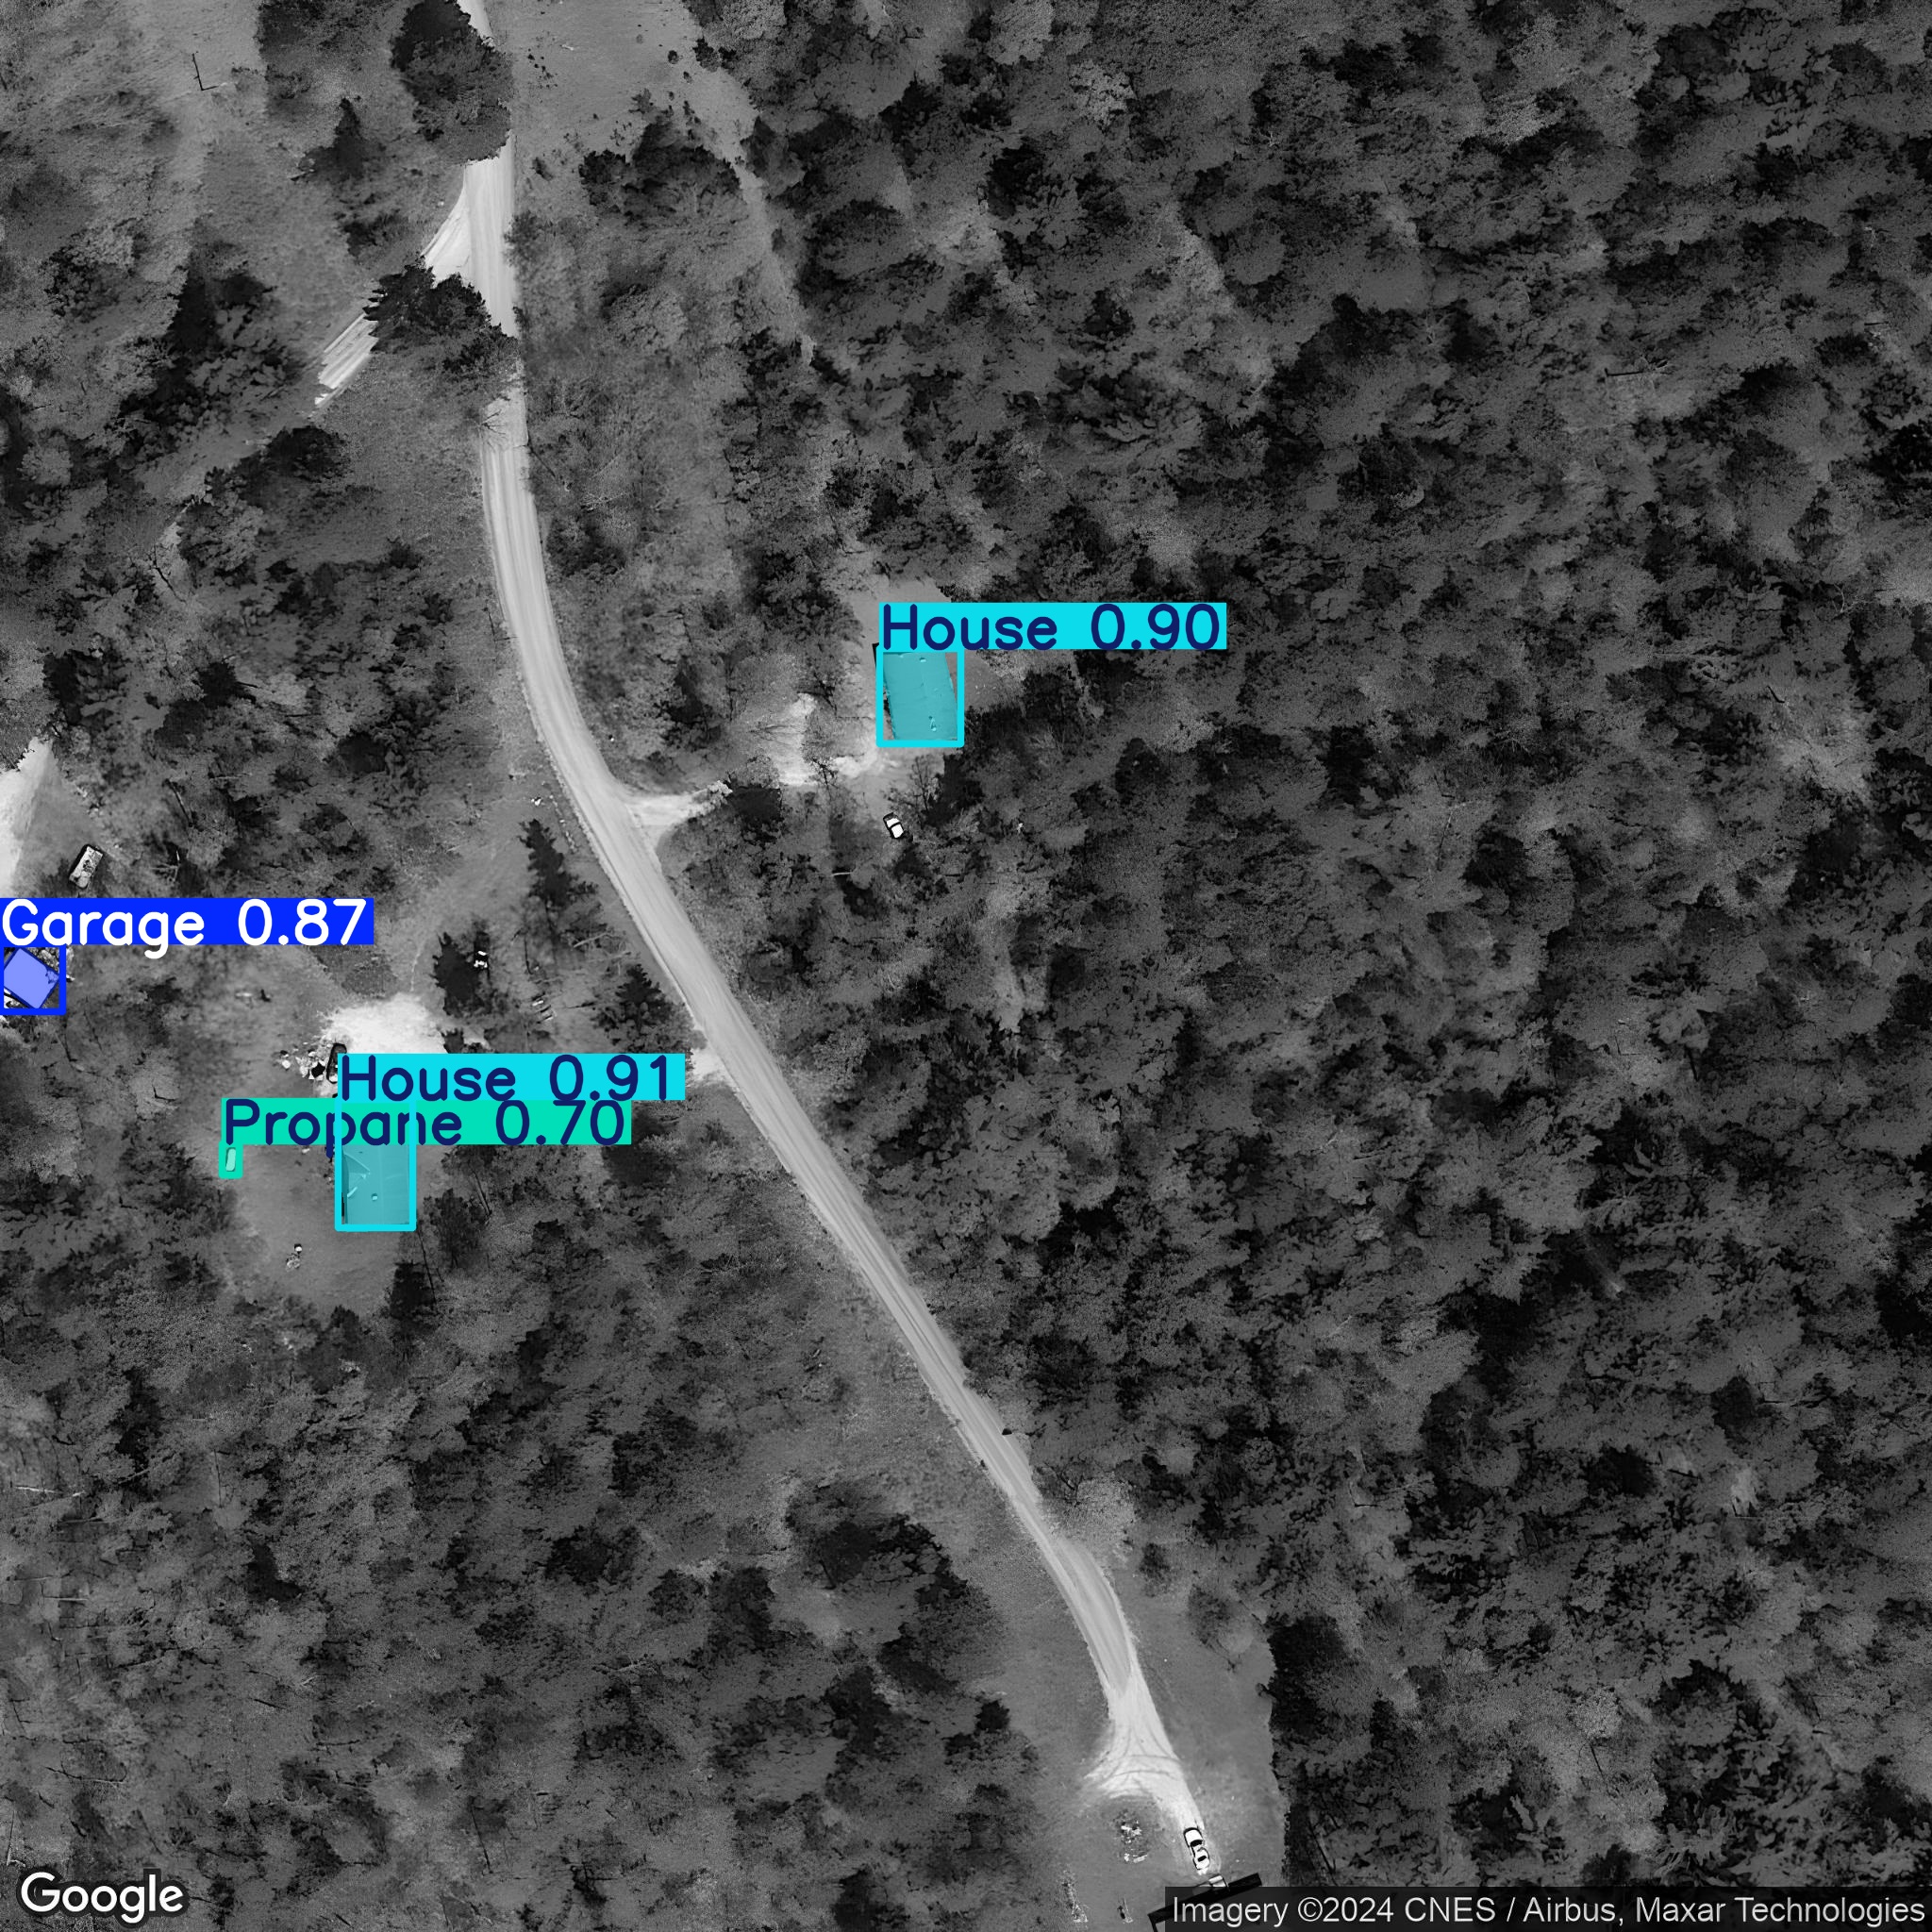 House 0.90
Garage 0.87
House 0.91
Propane 0.70
Google
Imagery ©2024 CNES / Airbus, Maxar Technologies